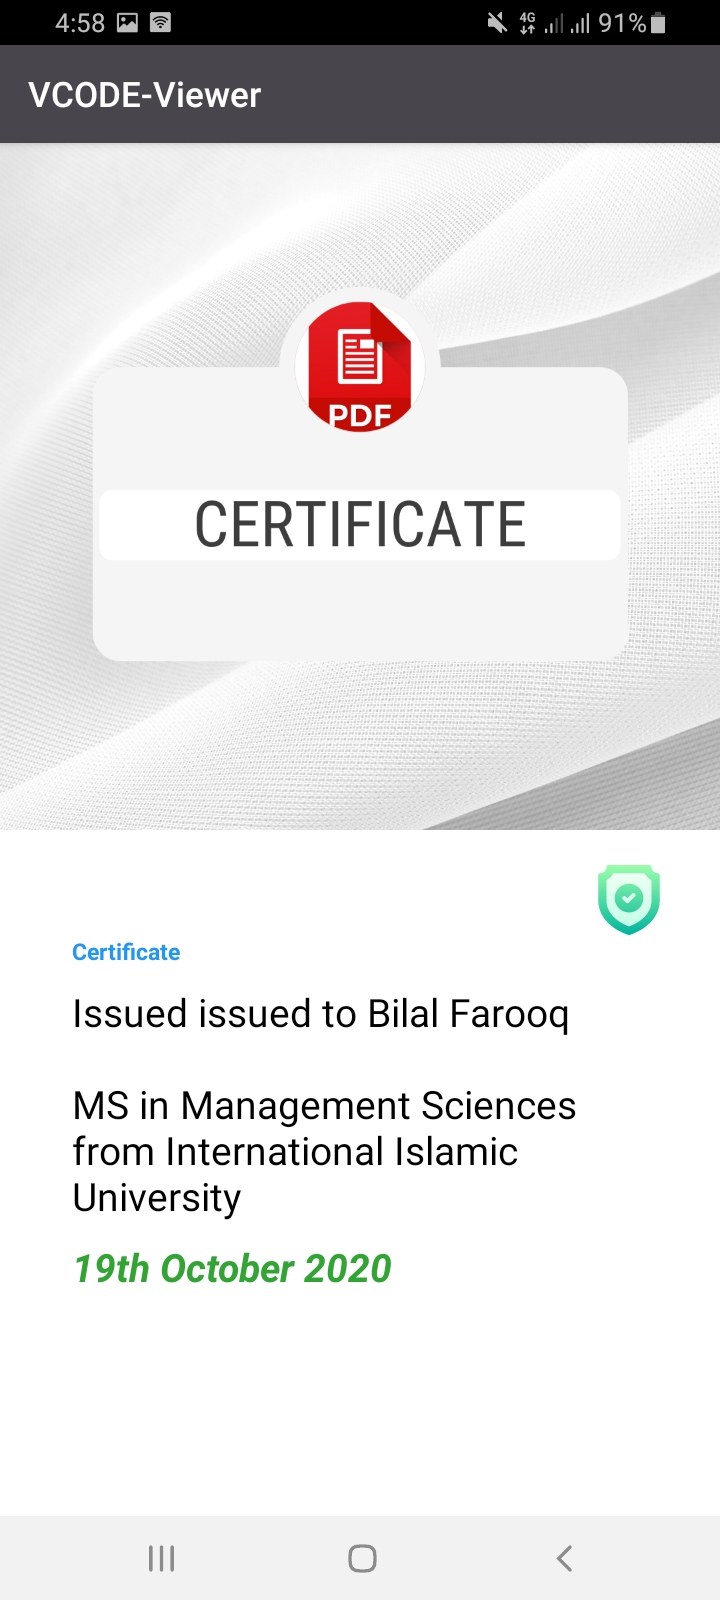 4:58
4G
91%
VCODE-Viewer
PDF
CERTIFICATE
Certificate
Issued issued to Bilal Farooq
MS in Management Sciences
from International Islamic
University
19th October 2020